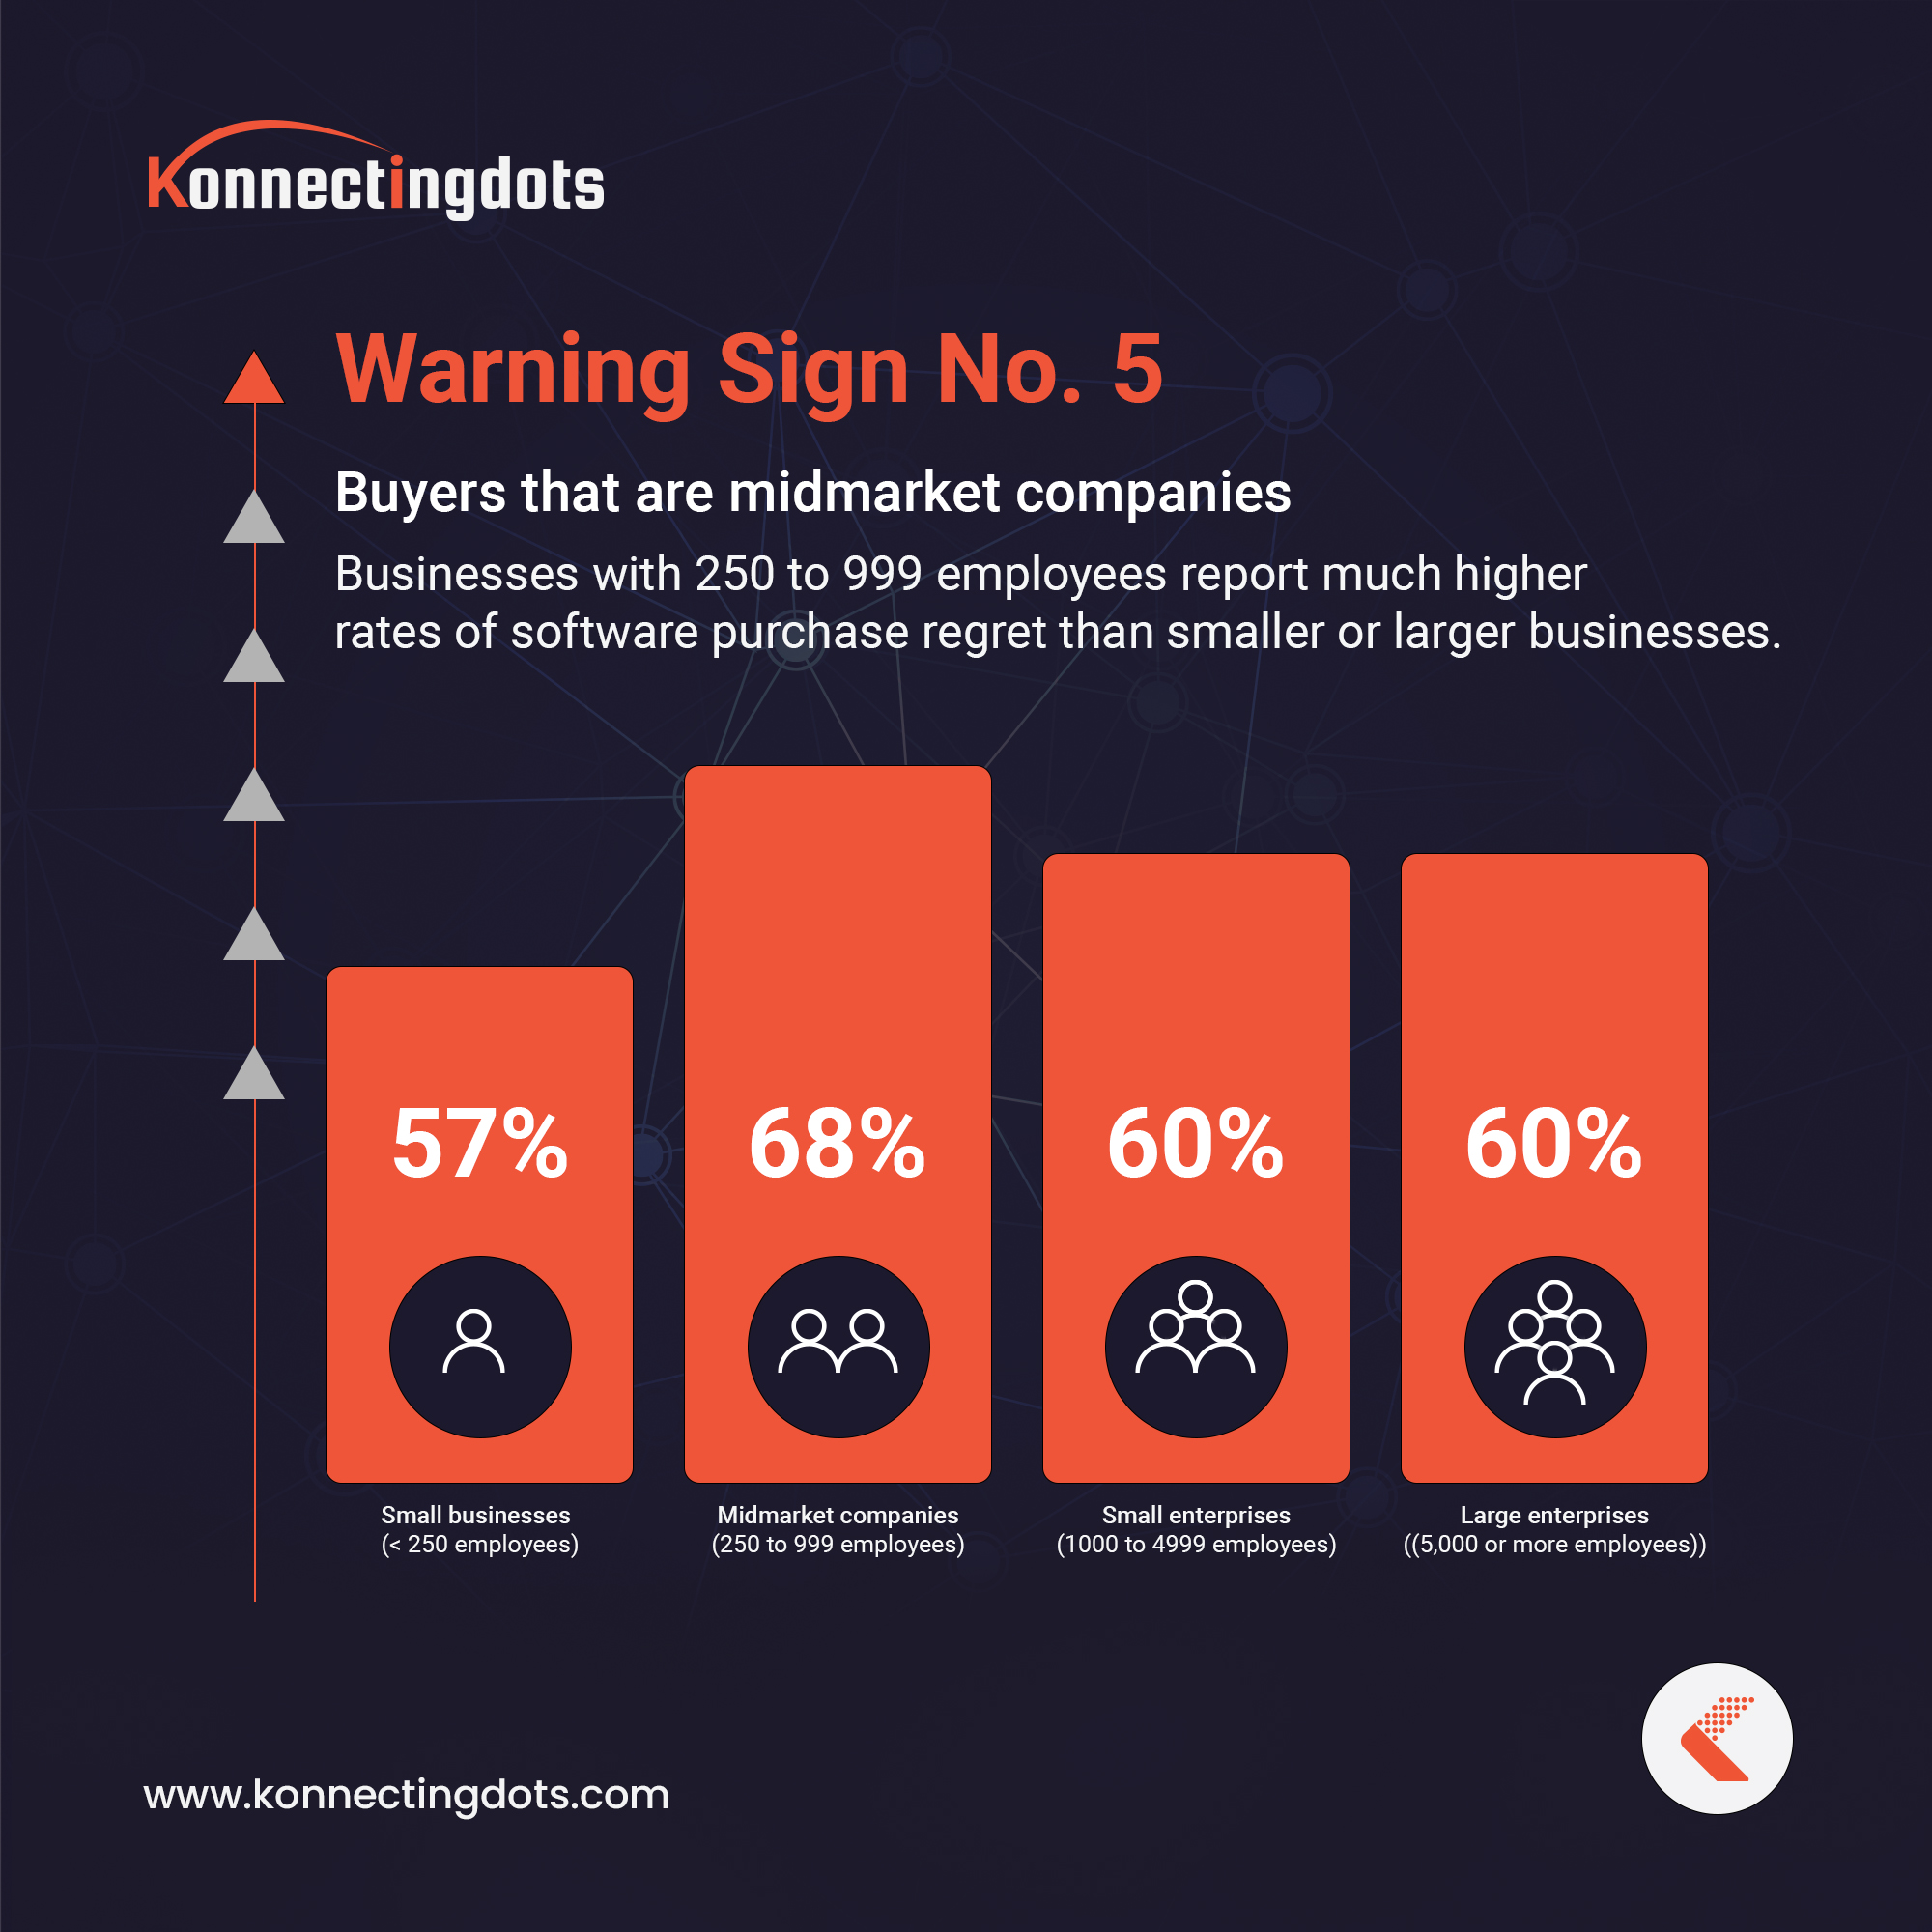 Konnectingdots
Warning Sign No. 5
Buyers that are midmarket companies
Businesses with 250 to 999 employees report much higher
rates of software purchase regret than smaller or larger businesses.
57%
68%
60%
60%
Small businesses
(< 250 employees)
Midmarket companies
(250 to 999 employees)
Small enterprises
(1000 to 4999 employees)
Large enterprises
((5,000 or more employees))
www.konnectingdots.com